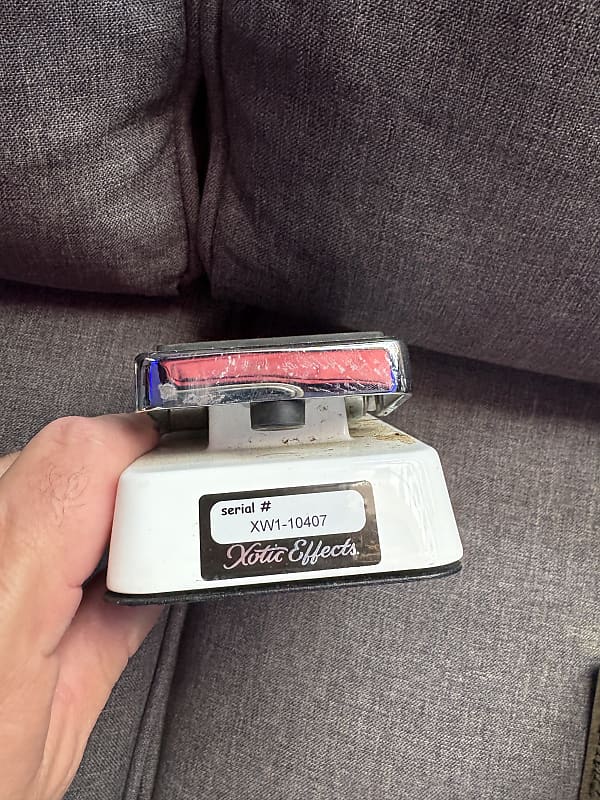 serial #
XW1-10407
Xotic Effects